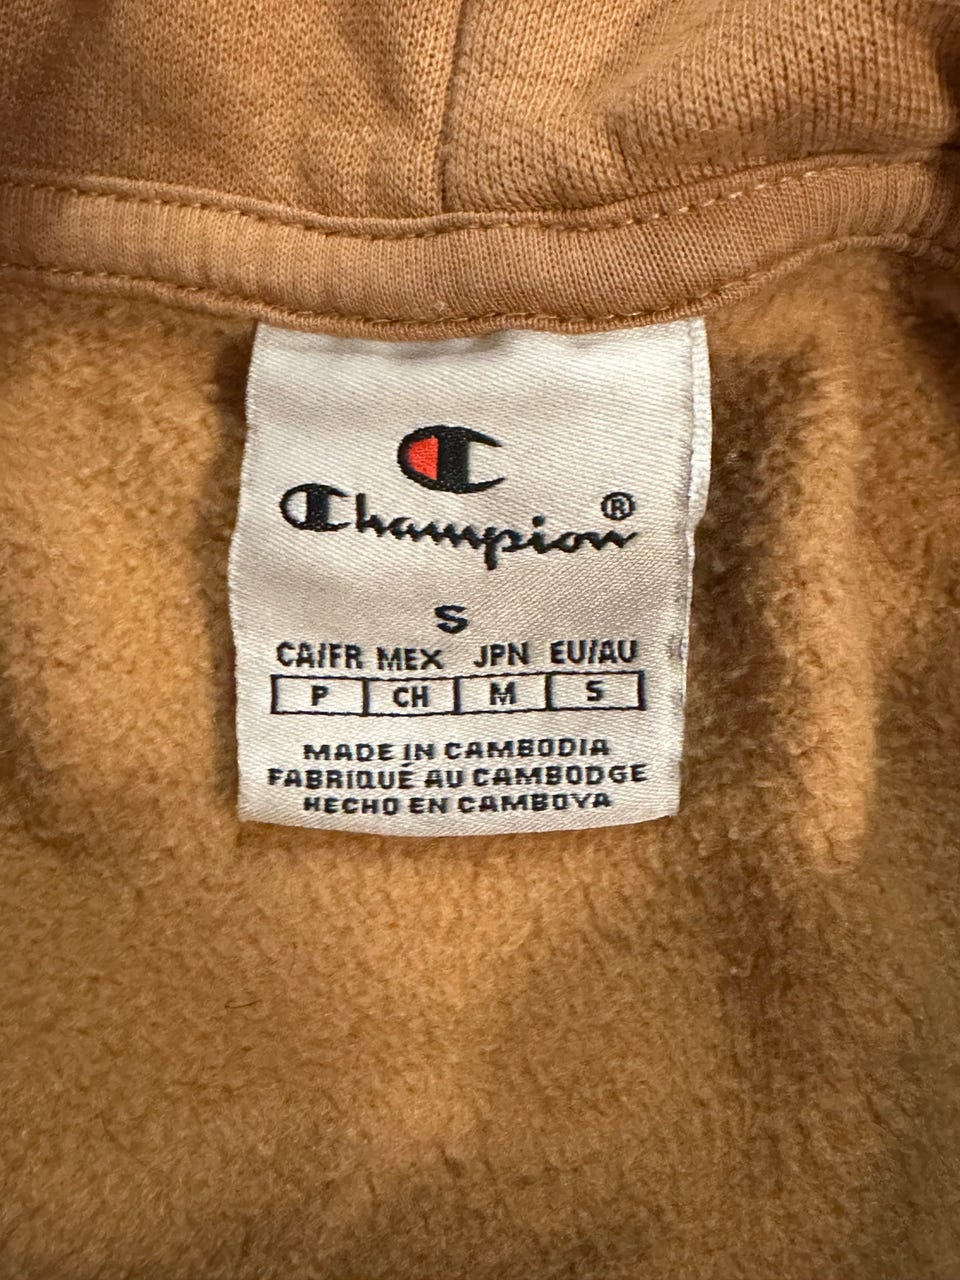 Champion®
S
CA/FR MEX JPN EU/AU
P CH M S
MADE IN CAMBODIA
FABRIQUÉ AU CAMBODGE
HECHO EN CAMBOYA